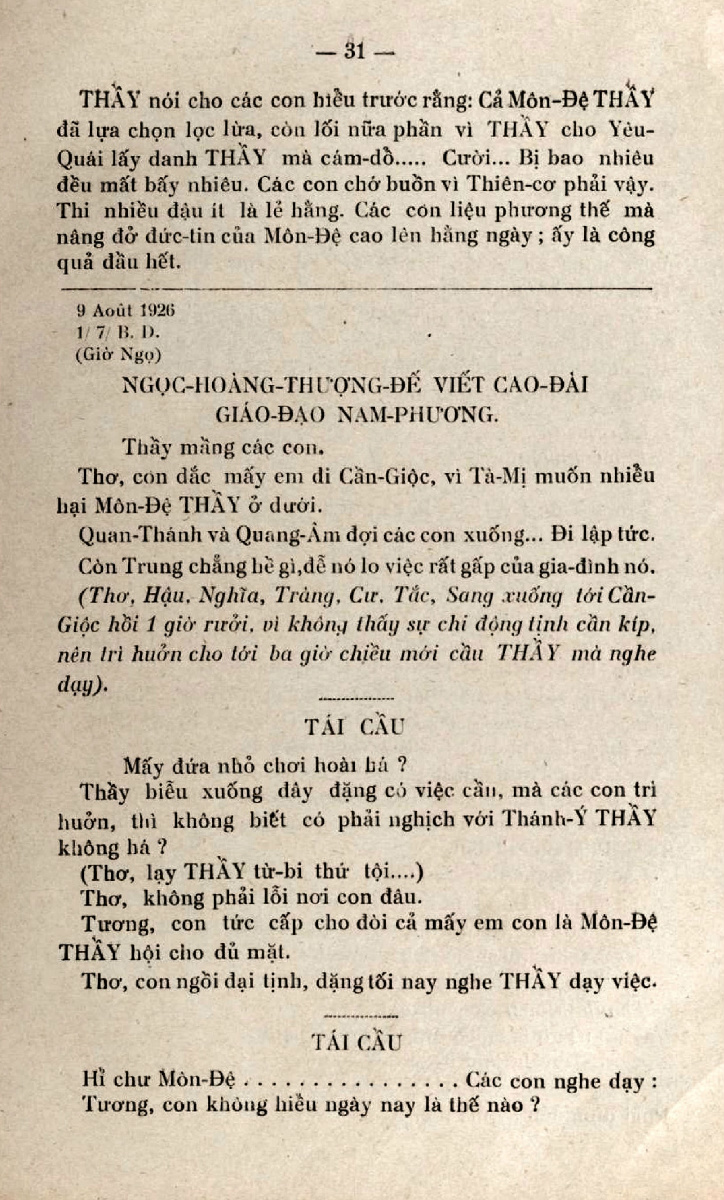 — 31 —
THẦY nói cho các con hiểu trước rằng: Cả Môn-Đệ THẦY
đã lựa chọn lọc lừa, còn lối nữa phần vì THẦY cho Yêu-
Quái lấy danh THẦY mà cám-dỗ..... Cười... Bị bao nhiêu
đều mất bấy nhiêu. Các con chớ buồn vì Thiên-cơ phải vậy.
Thi nhiều đậu ít là lẻ hằng. Các con liệu phương thế mà
nâng đở đức-tin của Môn-Đệ cao lên hằng ngày ; ấy là công
quả đầu hết.
9 Août 1926
1/ 7/ B. D.
(Giờ Ngọ)
NGỌC-HOÀNG-THƯỢNG-ĐẾ VIẾT CAO-ĐÀI
GIÁO-ĐẠO NAM-PHƯƠNG.
Thầy mầng các con.
Thơ, con dắc mấy em đi Cần-Giộc, vì Tà-Mị muốn nhiễu
hại Môn-Đệ THẦY ở dưới.
Quan-Thánh và Quang-Âm đợi các con xuống... Đi lập tức.
Còn Trung chẳng hề gì,để nó lo việc rất gấp của gia-đình nó.
(Thơ, Hậu, Nghĩa, Tràng, Cư, Tắc, Sang xuống tới Cần-
Giộc hồi 1 giờ rưởi, vì không thấy sự chi động tịnh cần kíp,
nên trì huởn cho tới ba giờ chiều mới cầu THẦY mà nghe
dạy).
TÁI CẦU
Mấy đứa nhỏ chơi hoài há ?
Thầy biểu xuống đây đặng có việc cần, mà các con trì
huởn, thì không biết có phải nghịch với Thánh-Ý THẦY
không há ?
(Thơ, lạy THẦY từ-bi thứ tội....)
Thơ, không phải lỗi nơi con đâu.
Tương, con tức cấp cho đòi cả mấy em con là Môn-Đệ
THẦY hội cho đủ mặt.
Thơ, con ngồi đại tịnh, đặng tối nay nghe THẦY dạy việc.
TÁI CẦU
Hỉ chư Môn-Đệ . . . . . . . . . . . . . . . . Các con nghe dạy :
Tương, con không hiểu ngày nay là thế nào ?